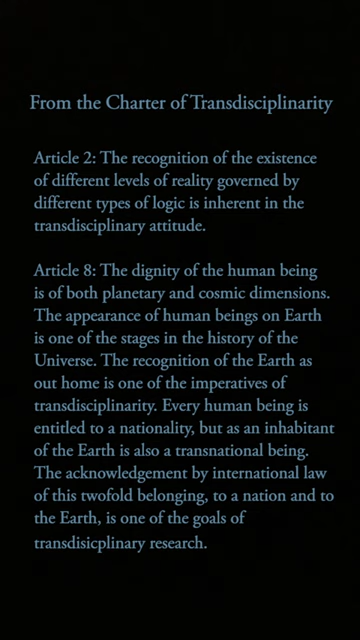 From the Charter of Transdisciplinarity
Article 2: The recognition of the existence
of different levels of reality governed by
different types of logic is inherent in the
transdisciplinary attitude.
Article 8: The dignity of the human being
is of both planetary and cosmic dimensions.
The appearance of human beings on Earth
is one of the stages in the history of the
Universe. The recognition of the Earth as
out home is one of the imperatives of
transdisciplinarity. Every human being is
entitled to a nationality, but as an inhabitant
of the Earth is also a transnational being.
The acknowledgement by international law
of this twofold belonging, to a nation and to
the Earth, is one of the goals of
transdisicplinary research.